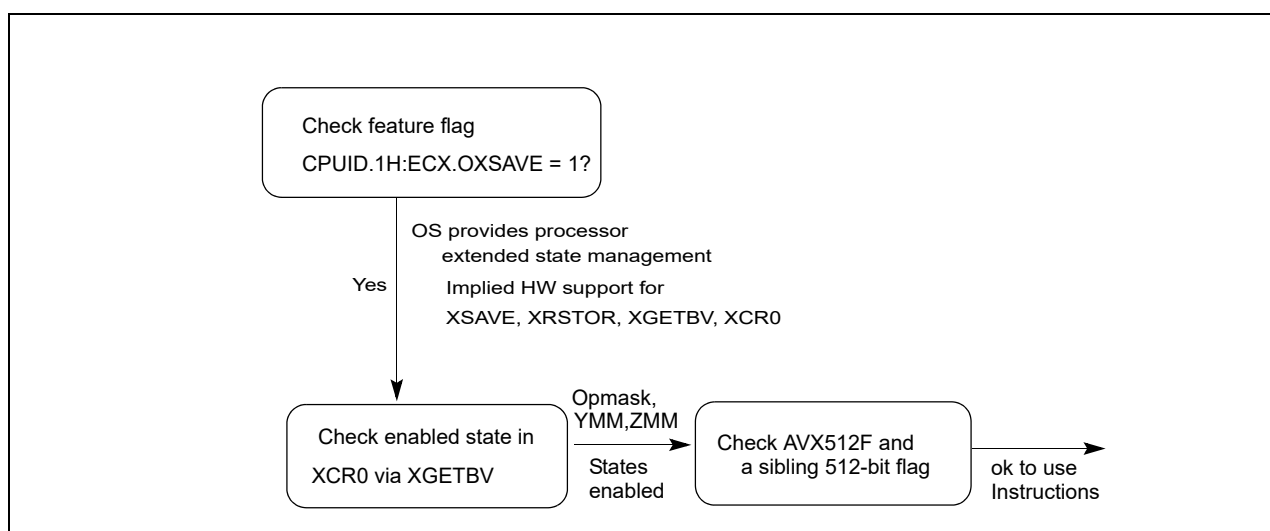 Check feature flag
CPUID.1H:ECX.OXSAVE = 1?
OS provides processor
extended state management
Yes
Implied HW support for
XSAVE, XRSTOR, XGETBV, XCR0
Check enabled state in
XCR0 via XGETBV
Opmask,
YMM,ZMM
States
enabled
Check AVX512F and
a sibling 512-bit flag
ok to use
Instructions